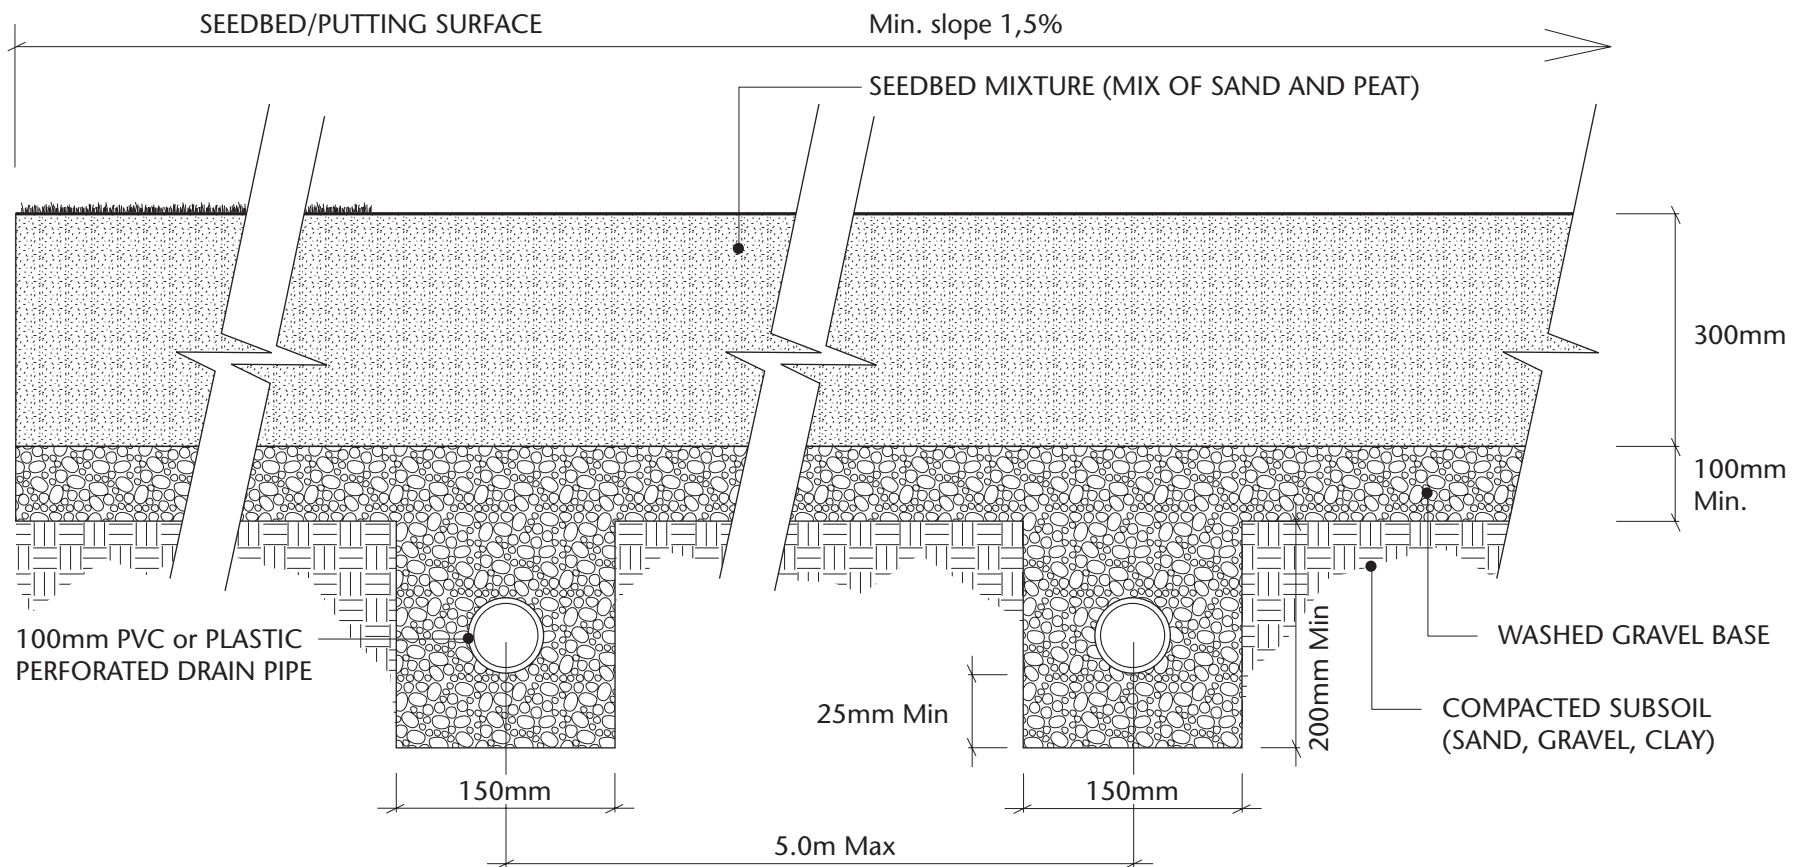 SEEDBED/PUTTING SURFACE
Min. slope 1,5%
SEEDBED MIXTURE (MIX OF SAND AND PEAT)
300mm
100mm
Min.
100mm PVC or PLASTIC
PERFORATED DRAIN PIPE
WASHED GRAVEL BASE
25mm Min
200mm Min
COMPACTED SUBSOIL
(SAND, GRAVEL, CLAY)
150mm
150mm
5.0m Max